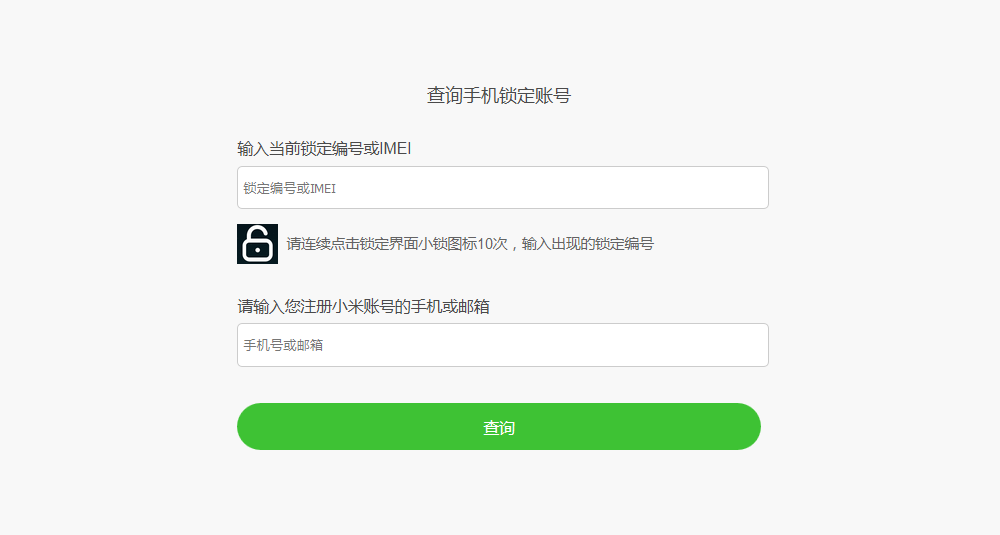 查询手机锁定账号
输入当前锁定编号或IMEI
锁定编号或IMEI
请连续点击锁定界面小锁图标10次，输入出现的锁定编号
请输入您注册小米账号的手机或邮箱
手机号或邮箱
查询